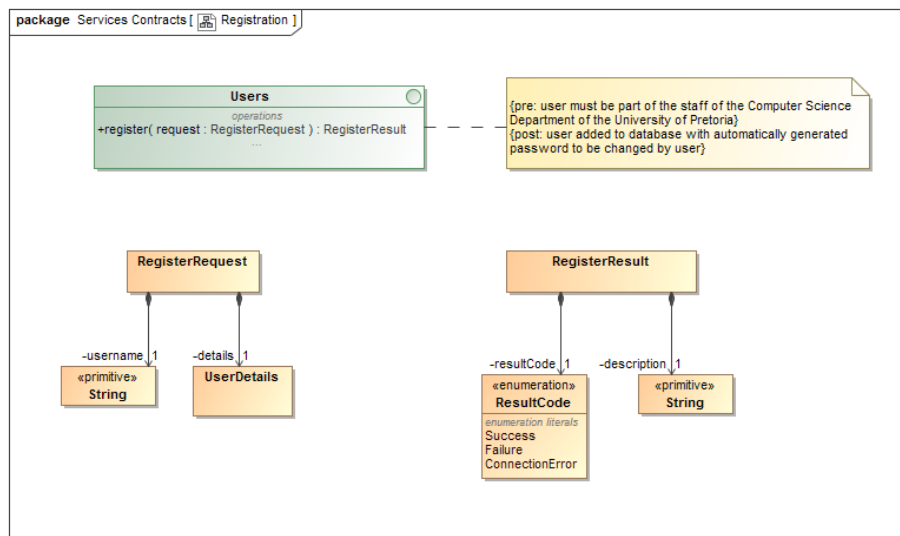 package Services Contracts [ Registration ]
Users
operations
+register( request : RegisterRequest ) : RegisterResult
...
{pre: user must be part of the staff of the Computer Science
Department of the University of Pretoria}
{post: user added to database with automatically generated
password to be changed by user}
RegisterRequest
RegisterResult
-username 1
-details 1
-resultCode 1
-description 1
«primitive»
String
UserDetails
«enumeration»
ResultCode
enumeration literals
Success
Failure
ConnectionError
«primitive»
String